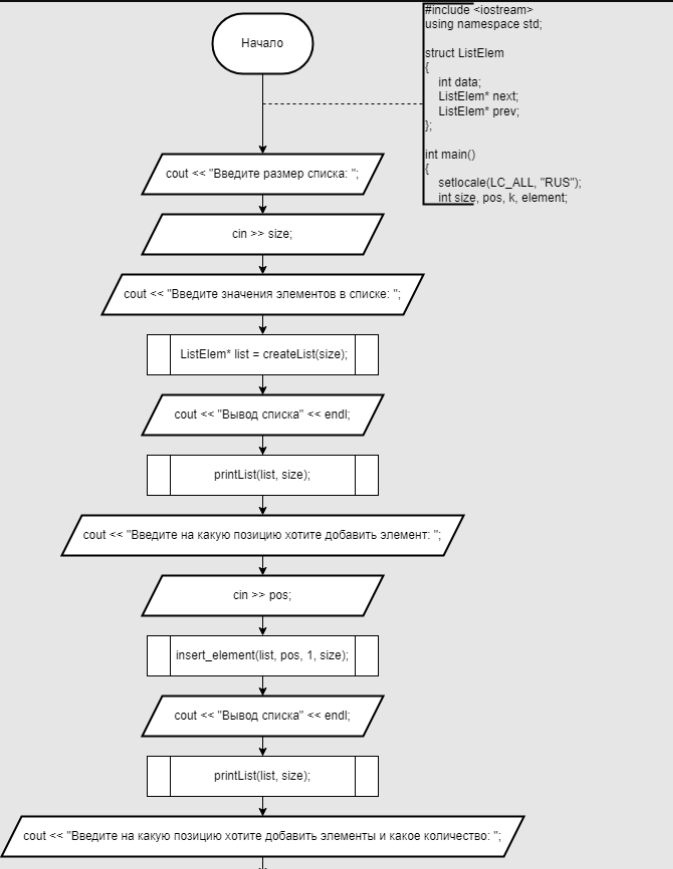 Начало
#include <iostream>
using namespace std;
struct ListElem
{
int data;
ListElem* next;
ListElem* prev;
};
int main()
{
setlocale(LC_ALL, "RUS");
int size, pos, k, element;
cout << "Введите размер списка: ";
cin >> size;
cout << "Введите значения элементов в списке: ";
ListElem* list = createList(size);
cout << "Вывод списка" << endl;
printList(list, size);
cout << "Введите на какую позицию хотите добавить элемент: ";
cin >> pos;
insert_element(list, pos, 1, size);
cout << "Вывод списка" << endl;
printList(list, size);
cout << "Введите на какую позицию хотите добавить элементы и какое количество: ";